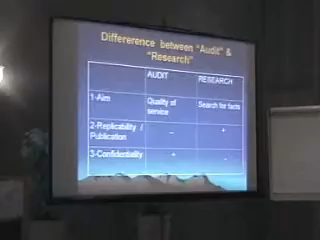 Differerence between "Audit" &
"Research"
AUDIT RESEARCH
1-Aim Quality of service Search for facts
2-Replicability / Publication - +
3-Confidentiality + -